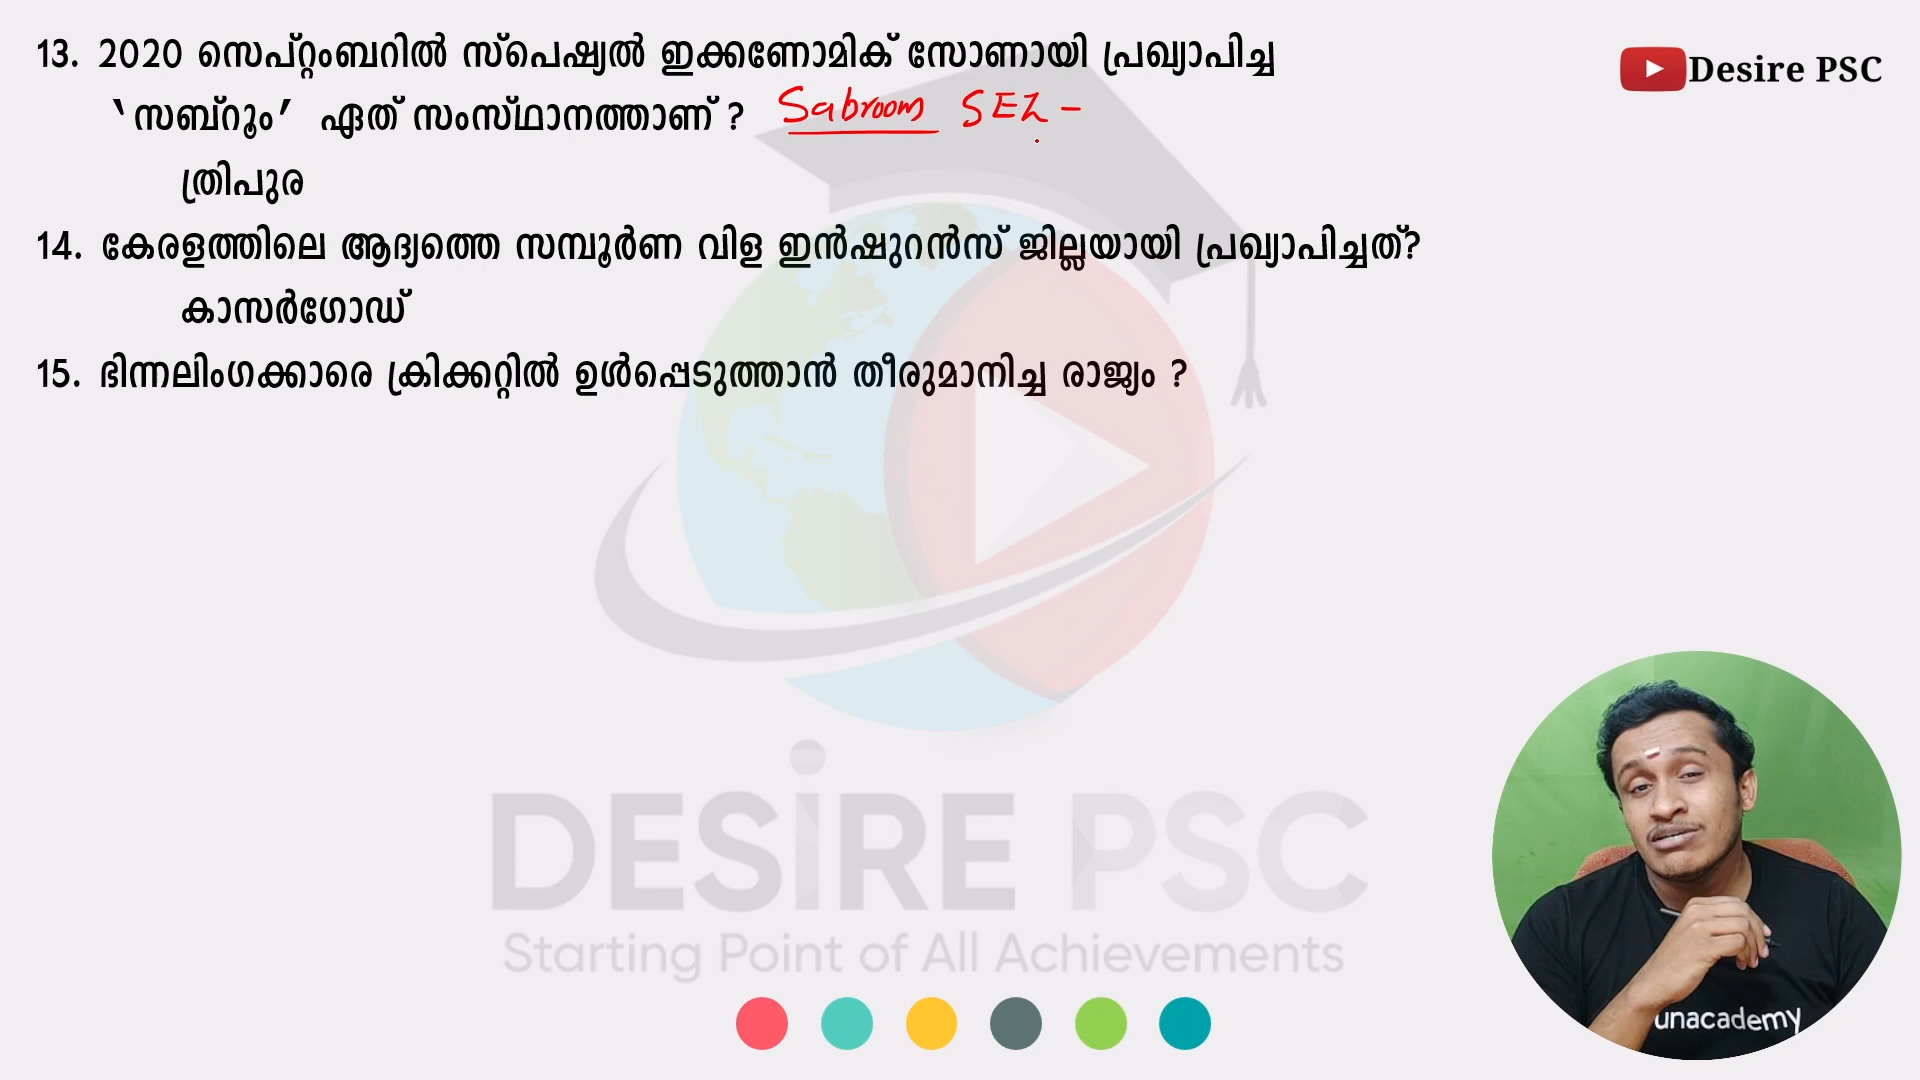 13. 2020 സെപ്റ്റംബറിൽ സ്പെഷ്യൽ ഇക്കണോമിക് സോണായി പ്രഖ്യാപിച്ച
‘സബ്റൂം’ ഏത് സംസ്ഥാനത്താണ് ? Sabroom SEZ -
ത്രിപുര
14. കേരളത്തിലെ ആദ്യത്തെ സമ്പൂർണ വിള ഇൻഷുറൻസ് ജില്ലയായി പ്രഖ്യാപിച്ചത്?
കാസർഗോഡ്
15. ഭിന്നലിംഗക്കാരെ ക്രിക്കറ്റിൽ ഉൾപ്പെടുത്താൻ തീരുമാനിച്ച രാജ്യം ?
Desire PSC
DESiRE PSC
Starting Point of All Achievements
unacademy